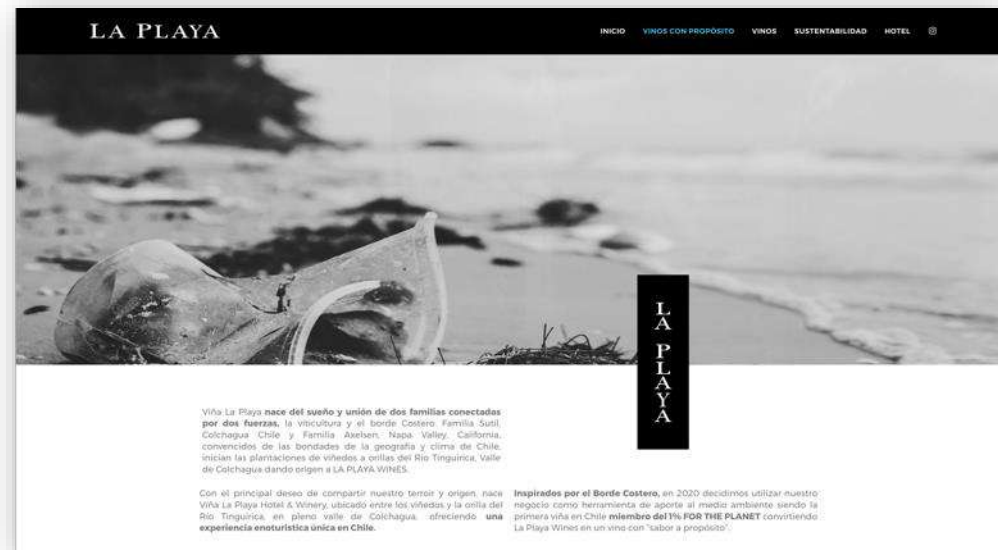 LA PLAYA
INICIO VINOS CON PROPÓSITO VINOS SUSTENTABILIDAD HOTEL
LA PLAYA
Viña La Playa nace del sueño y unión de dos familias conectadas
por dos fuerzas, la viticultura y el borde Costero. Familia Sutil,
Colchagua Chile y Familia Axelsen, Napa Valley, California,
convencidos de las bondades de la geografía y clima de Chile,
inician las plantaciones de viñedos a orillas del Río Tinguirica, Valle
de Colchagua dando origen a LA PLAYA WINES.
Con el principal deseo de compartir nuestro terroir y origen, nace
Viña La Playa Hotel & Winery, ubicado entre los viñedos y la orilla del
Río Tinguirica, en pleno valle de Colchagua, ofreciendo una
experiencia enoturistica única en Chile.
Inspirados por el Borde Costero, en 2020 decidimos utilizar nuestro
negocio como herramienta de aporte al medio ambiente siendo la
primera viña en Chile miembro del 1% FOR THE PLANET convirtiendo
La Playa Wines en un vino con "sabor a propósito".